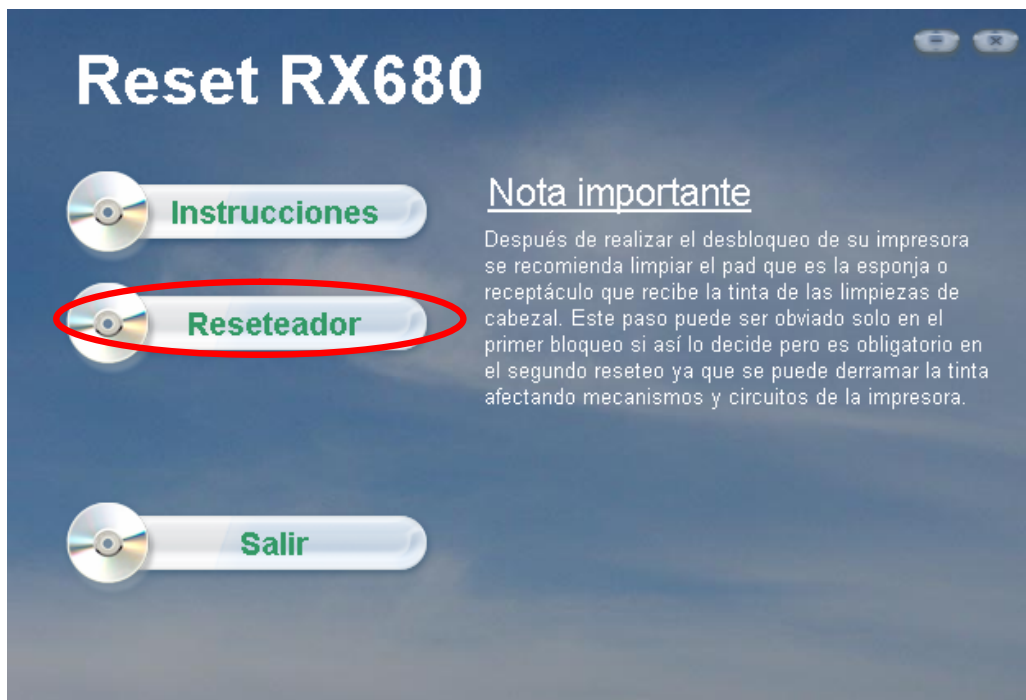 Reset RX680
Instrucciones
Reseteador
Salir
Nota importante
Después de realizar el desbloqueo de su impresora
se recomienda limpiar el pad que es la esponja o
receptáculo que recibe la tinta de las limpiezas de
cabezal. Este paso puede ser obviado solo en el
primer bloqueo si así lo decide pero es obligatorio en
el segundo reseteo ya que se puede derramar la tinta
afectando mecanismos y circuitos de la impresora.